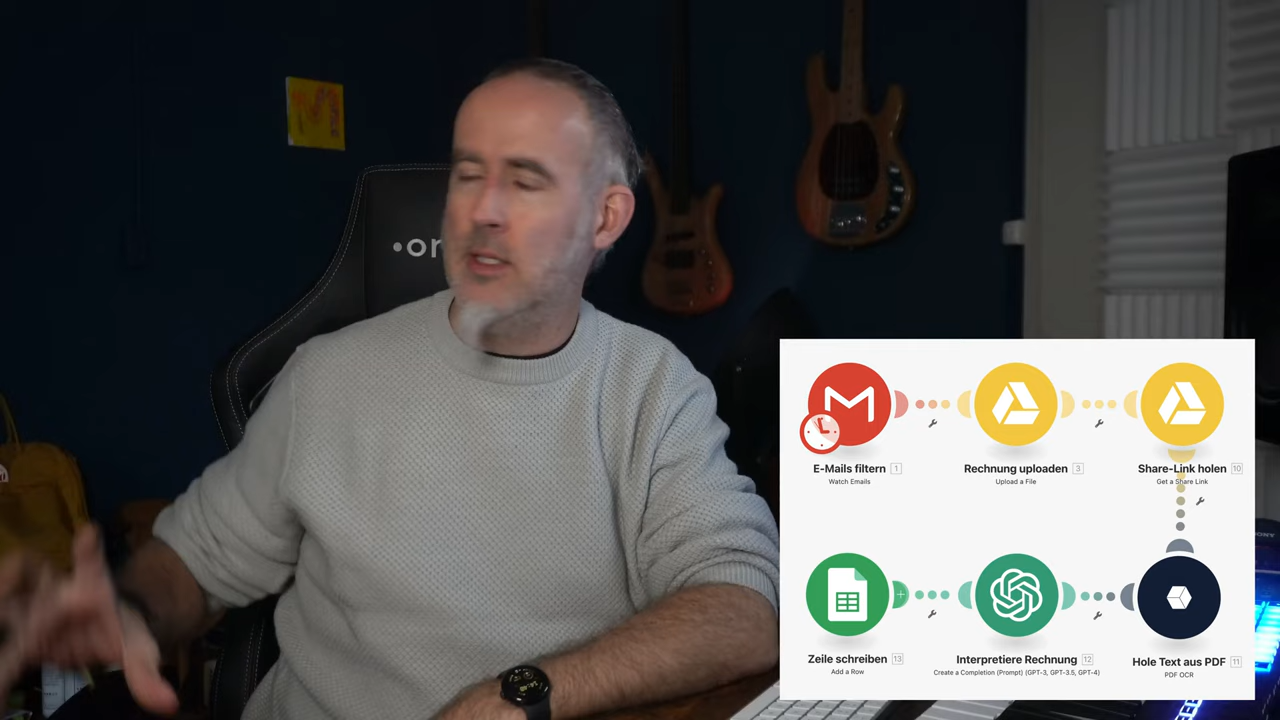 •or
E-Mails filtern 1
Watch Emails
Rechnung uploaden 3
Upload a File
Share-Link holen 10
Get a Share Link
Zeile schreiben 13
Add a Row
Interpretiere Rechnung 12
Create a Completion (Prompt) (GPT-3, GPT-3.5, GPT-4)
Hole Text aus PDF 11
PDF OCR